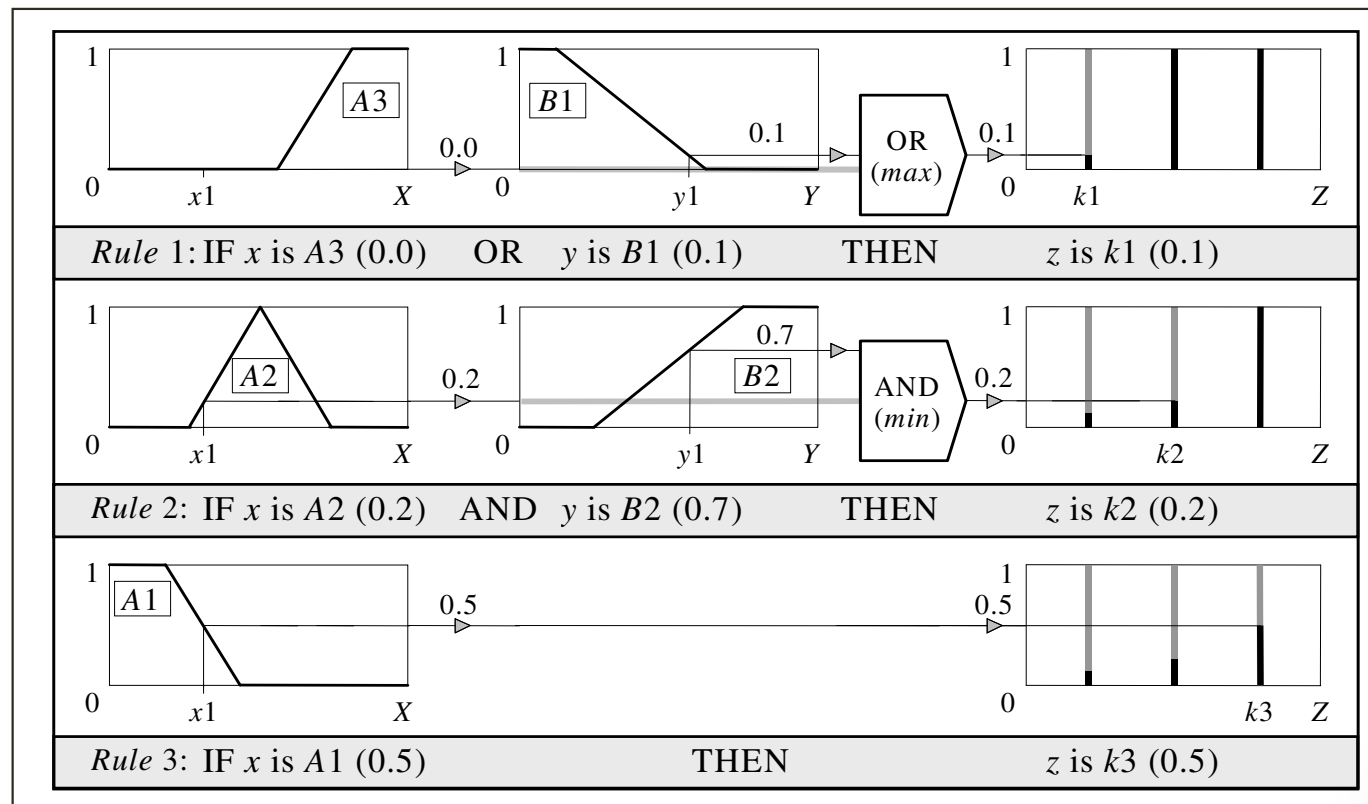 1 A3 1 B1 0.1 OR (max) 0.1 1
0.0
0 x1 X 0 y1 Y 0 k1 Z
Rule 1: IF x is A3 (0.0) OR y is B1 (0.1) THEN z is k1 (0.1)
1 A2 0.2 1 0.7 B2 AND (min) 0.2 1
0 x1 X 0 y1 Y 0 k2 Z
Rule 2: IF x is A2 (0.2) AND y is B2 (0.7) THEN z is k2 (0.2)
1 A1 0.5 0.5 1
0 x1 X 0 k3 Z
Rule 3: IF x is A1 (0.5) THEN z is k3 (0.5)